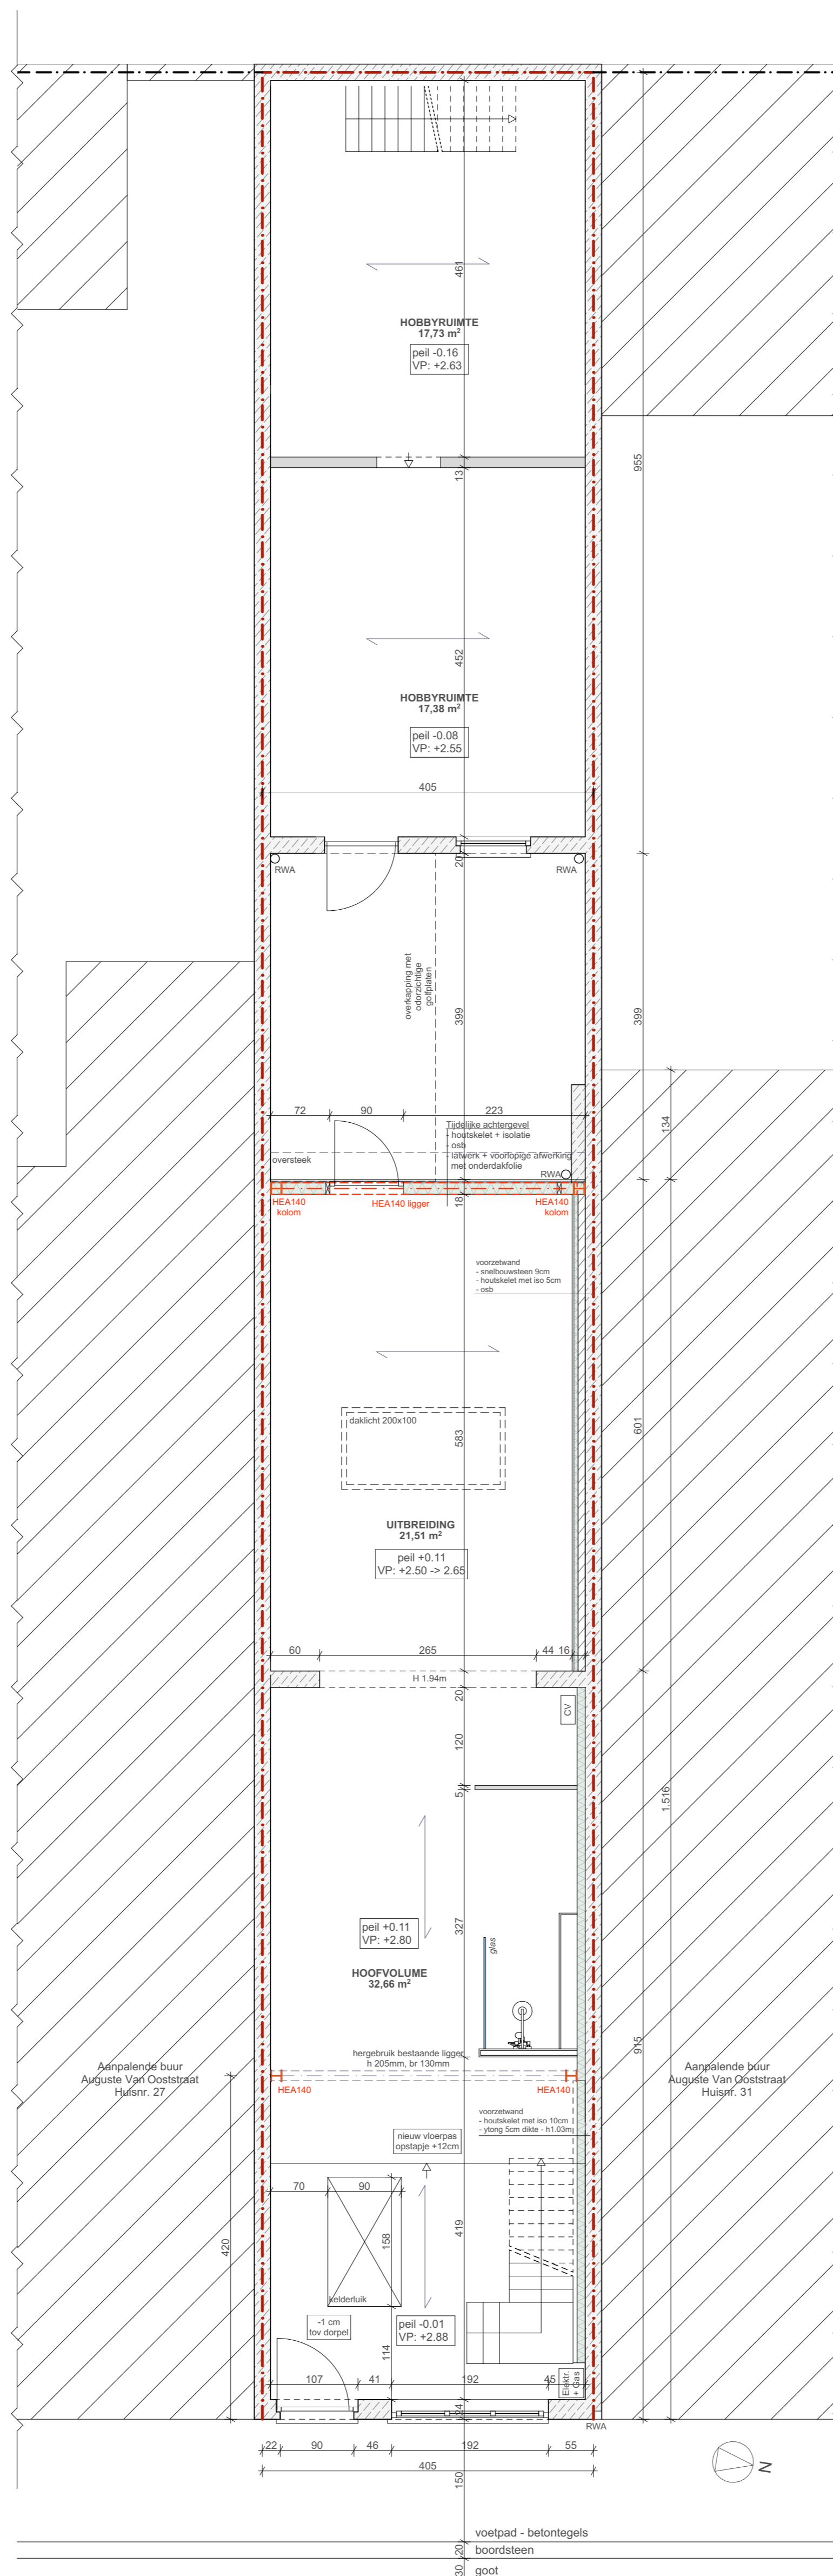 461
HOBBYRUIMTE
17,73 m²
peil -0.16
VP: +2.63
955
13
452
HOBBYRUIMTE
17,38 m²
peil -0.08
VP: +2.55
405
20
RWA
RWA
overkapping met
odorzichtige
golfplaten
399
399
72
90
223
134
Tijdelijke achtergevel
- houtskelet + isolatie
- osb
- latwerk + voorlopige afwerking
met onderdakfolie
oversteek
RWA
HEA140
kolom
HEA140 ligger
18
HEA140
kolom
voorzetwand
- snelbouwsteen 9cm
- houtskelet met iso 5cm
- osb
daklicht 200x100
583
601
UITBREIDING
21,51 m²
peil +0.11
VP: +2.50 -> 2.65
60
265
44
16
H 1.94m
20
CV
120
5
1.516
peil +0.11
VP: +2.80
327
glas
HOOFVOLUME
32,66 m²
915
hergebruik bestaande ligger
h 205mm, br 130mm
Aanpalende buur
Auguste Van Ooststraat
Huisnr. 27
Aanpalende buur
Auguste Van Ooststraat
Huisnr. 31
HEA140
HEA140
voorzetwand
- houtskelet met iso 10cm
- ytong 5cm dikte - h1.03m
nieuw vloerpas
opstapje +12cm
70
90
420
158
419
kelderluik
-1 cm
tov dorpel
peil -0.01
VP: +2.88
114
107
41
192
45
Elektr.
+ Gas
24
RWA
22
90
46
192
55
405
150
N
voetpad - betontegels
20
boordsteen
30
goot